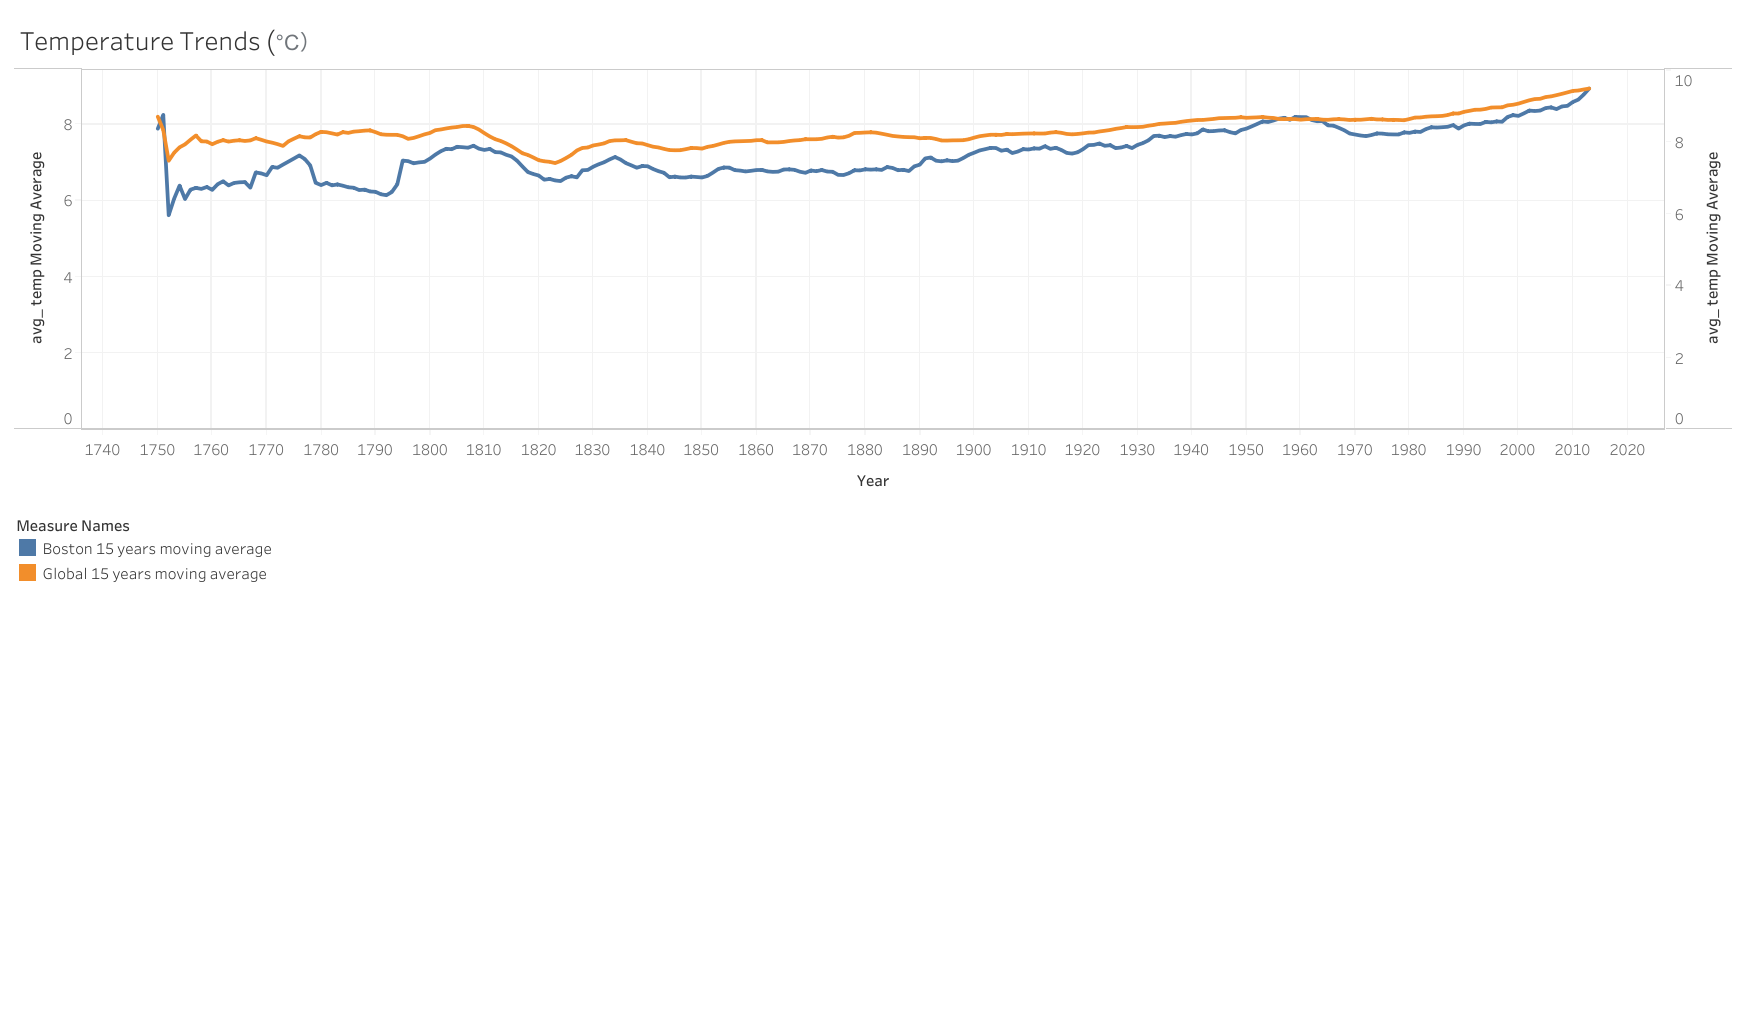 Temperature Trends (°C)
avg_ temp Moving Average
8
6
4
2
0
10
8
6
4
2
0
avg_ temp Moving Average
1740 1750 1760 1770 1780 1790 1800 1810 1820 1830 1840 1850 1860 1870 1880 1890 1900 1910 1920 1930 1940 1950 1960 1970 1980 1990 2000 2010 2020
Year
Measure Names
Boston 15 years moving average
Global 15 years moving average